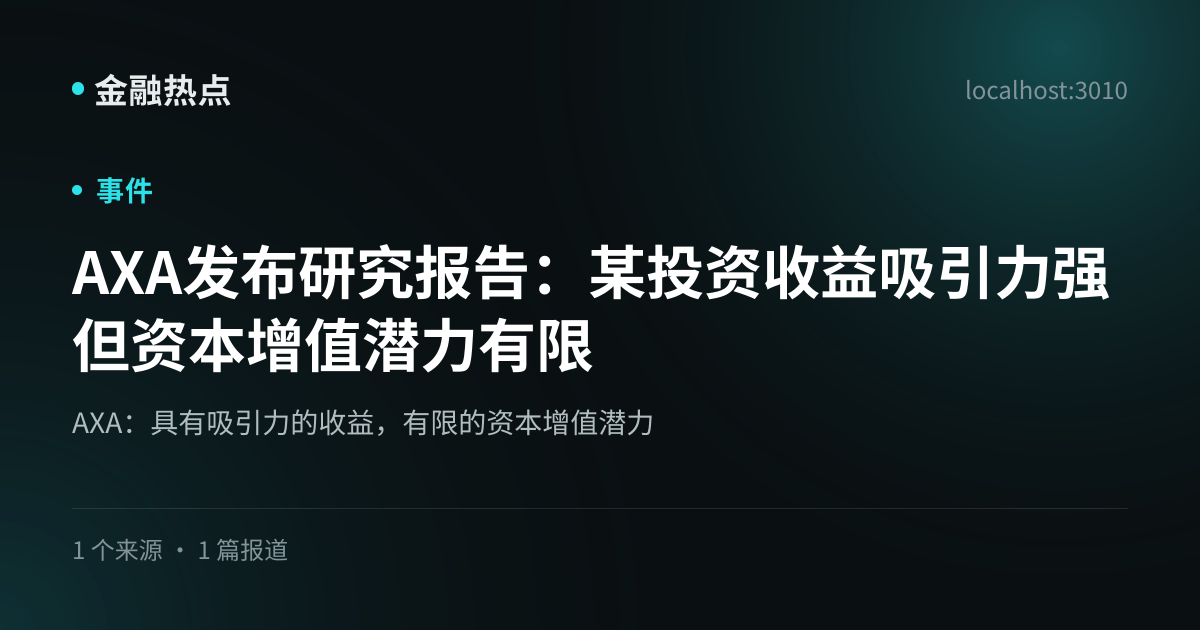 金融热点
localhost:3010
事件
AXA发布研究报告：某投资收益吸引力强
但资本增值潜力有限
AXA：具有吸引力的收益，有限的资本增值潜力
1 个来源 · 1 篇报道